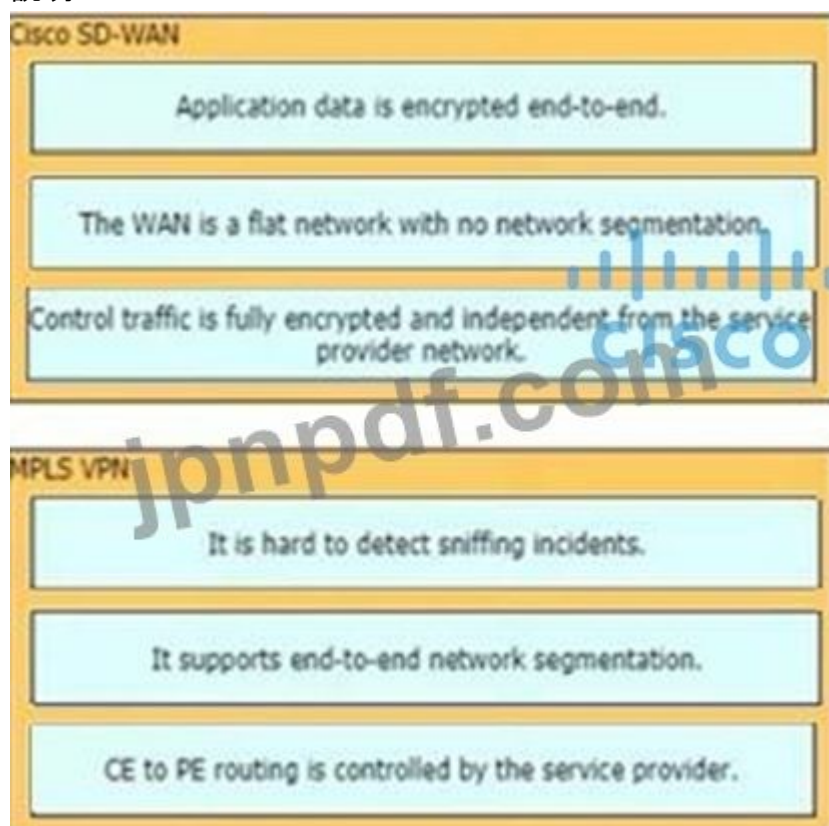 説明
Cisco SD-WAN
Application data is encrypted end-to-end.
The WAN is a flat network with no network segmentation.
Control traffic is fully encrypted and independent from the service
provider network.
CISCO
jpnpdf.com
MPLS VPN
It is hard to detect sniffing incidents.
It supports end-to-end network segmentation.
CE to PE routing is controlled by the service provider.